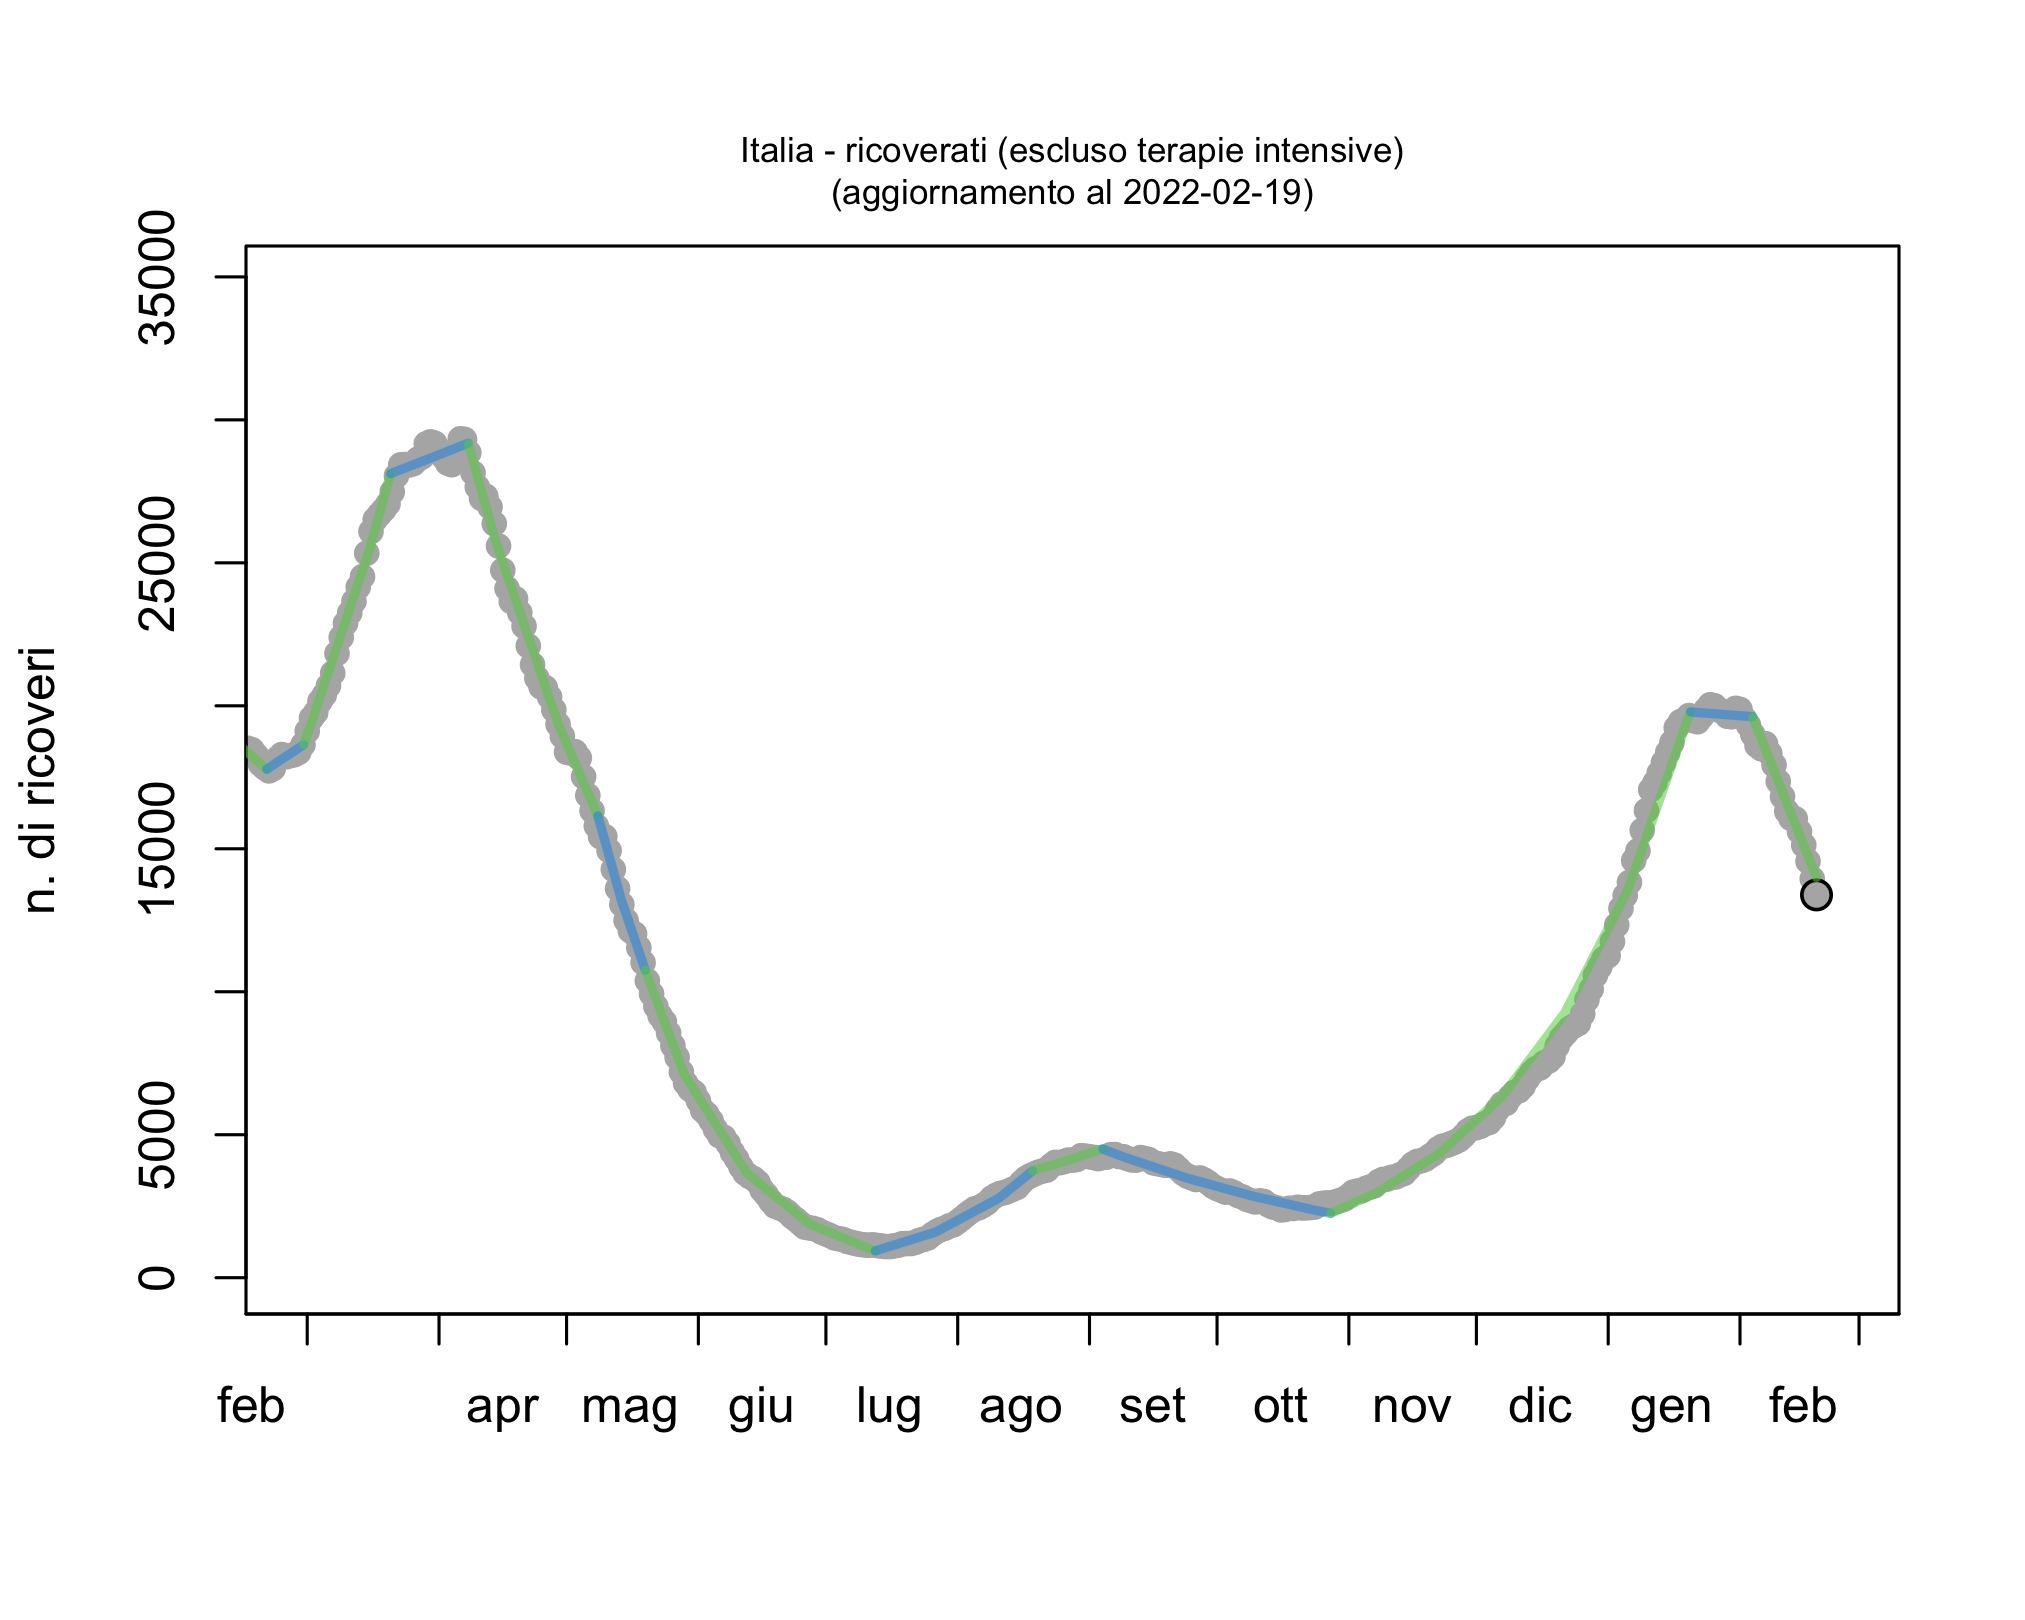 Italia - ricoverati (escluso terapie intensive)
(aggiornamento al 2022-02-19)
n. di ricoveri
35000
25000
15000
5000
0
feb apr mag giu lug ago set ott nov dic gen feb